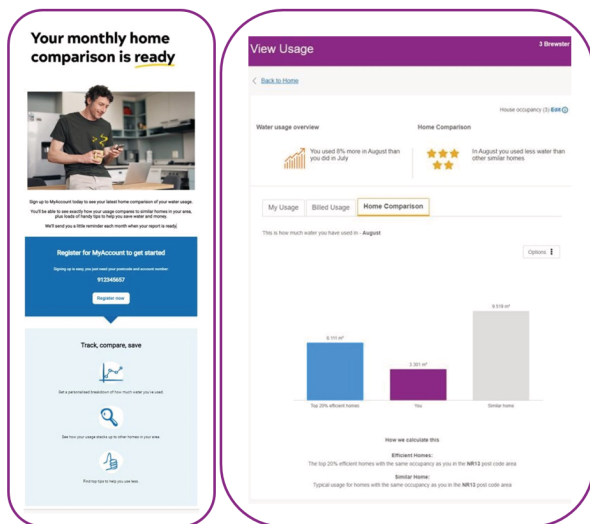 Your monthly home
comparison is ready
Sign up to MyAccount today to see your latest home comparison of your water usage.
You'll be able to see exactly how your usage compares to similar homes in your area,
plus loads of handy tips to help you save water and money.
We'll send you a little reminder each month when your report is ready
Register for MyAccount to get started
Signing up is easy, you just need your postcode and account number:
912345657
Register now
Track, compare, save
Get a personalised breakdown of how much water you've used.
See how your usage stacks up to other homes in your area
Find top tips to help you use less.
View Usage
3 Brewster
< Back to Home
House occupancy (3) Edit
Water usage overview
Home Comparison
You used 6% more in August than
you did in July
In August you used less water than
other similar homes
My Usage
Billed Usage
Home Comparison
This is how much water you have used in - August
Options
6.111 m³
3.501 m³
9.518 m³
Top 20% efficient homes
You
Similar home
How we calculate this
Efficient Homes:
The top 20% efficient homes with the same occupancy as you in the NR12 post code area
Similar Home:
Typical usage for homes with the same occupancy as you in the NR12 post code area